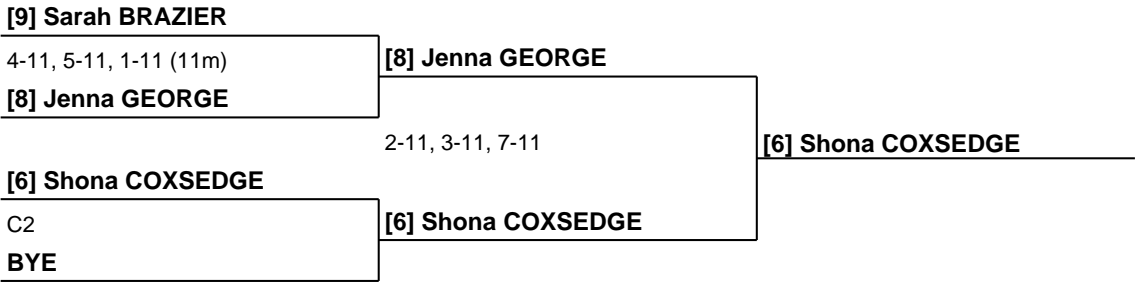 [9] Sarah BRAZIER
4-11, 5-11, 1-11 (11m)
[8] Jenna GEORGE
[8] Jenna GEORGE
2-11, 3-11, 7-11
[6] Shona COXSEDGE
[6] Shona COXSEDGE
C2
[6] Shona COXSEDGE
BYE